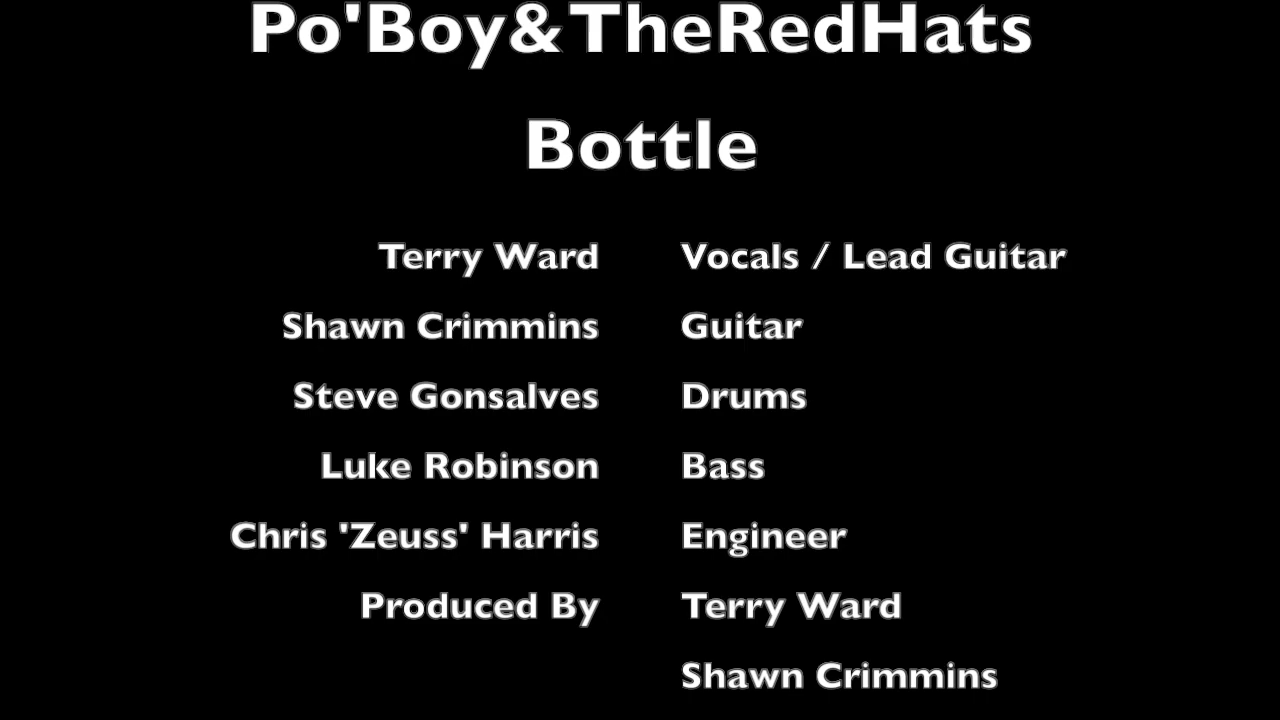 Po'Boy&TheRedHats
Bottle
Terry Ward Vocals / Lead Guitar
Shawn Crimmins Guitar
Steve Gonsalves Drums
Luke Robinson Bass
Chris 'Zeuss' Harris Engineer
Produced By Terry Ward
Shawn Crimmins